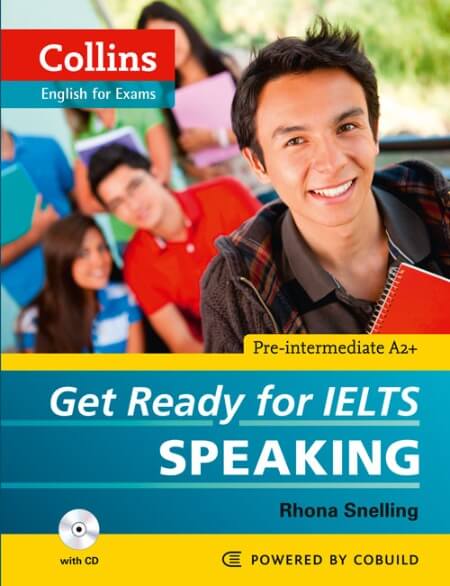 Collins
English for Exams
Pre-intermediate A2+
Get Ready for IELTS
SPEAKING
Rhona Snelling
with CD
POWERED BY COBUILD